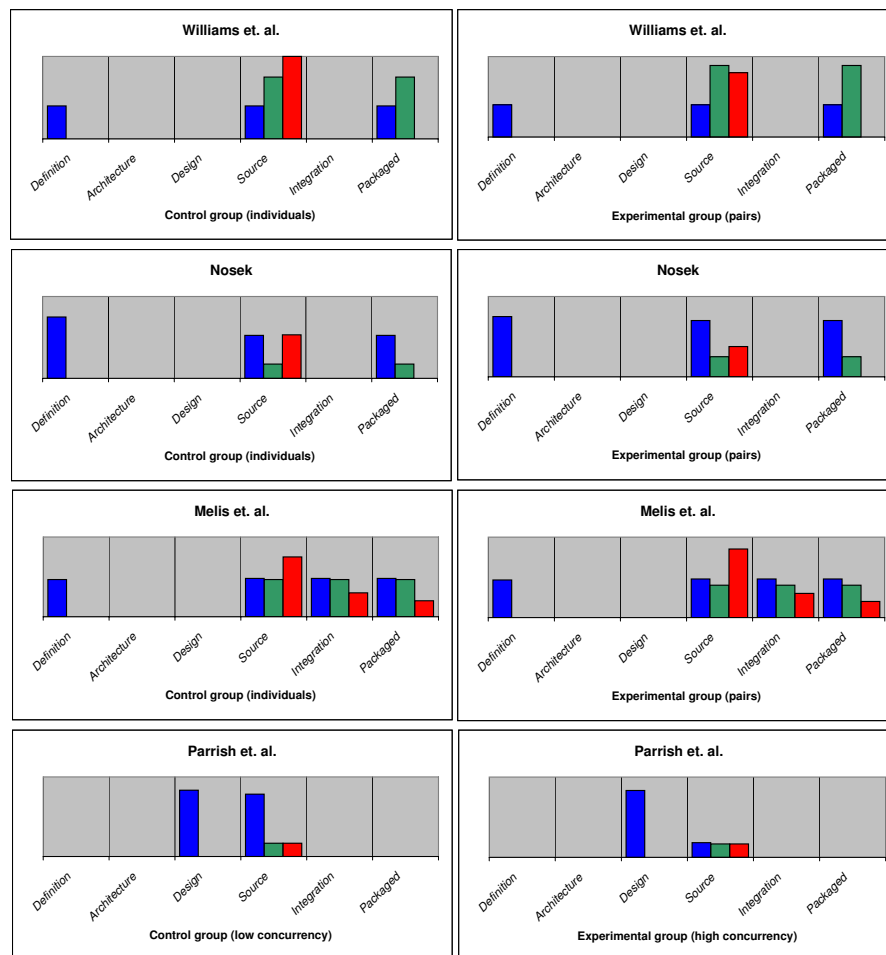 Williams et. al.
Definition
Architecture
Design
Source
Integration
Packaged
Control group (individuals)
Williams et. al.
Definition
Architecture
Design
Source
Integration
Packaged
Experimental group (pairs)
Nosek
Definition
Architecture
Design
Source
Integration
Packaged
Control group (individuals)
Nosek
Definition
Architecture
Design
Source
Integration
Packaged
Experimental group (pairs)
Melis et. al.
Definition
Architecture
Design
Source
Integration
Packaged
Control group (individuals)
Melis et. al.
Definition
Architecture
Design
Source
Integration
Packaged
Experimental group (pairs)
Parrish et. al.
Definition
Architecture
Design
Source
Integration
Packaged
Control group (low concurrency)
Parrish et. al.
Definition
Architecture
Design
Source
Integration
Packaged
Experimental group (high concurrency)